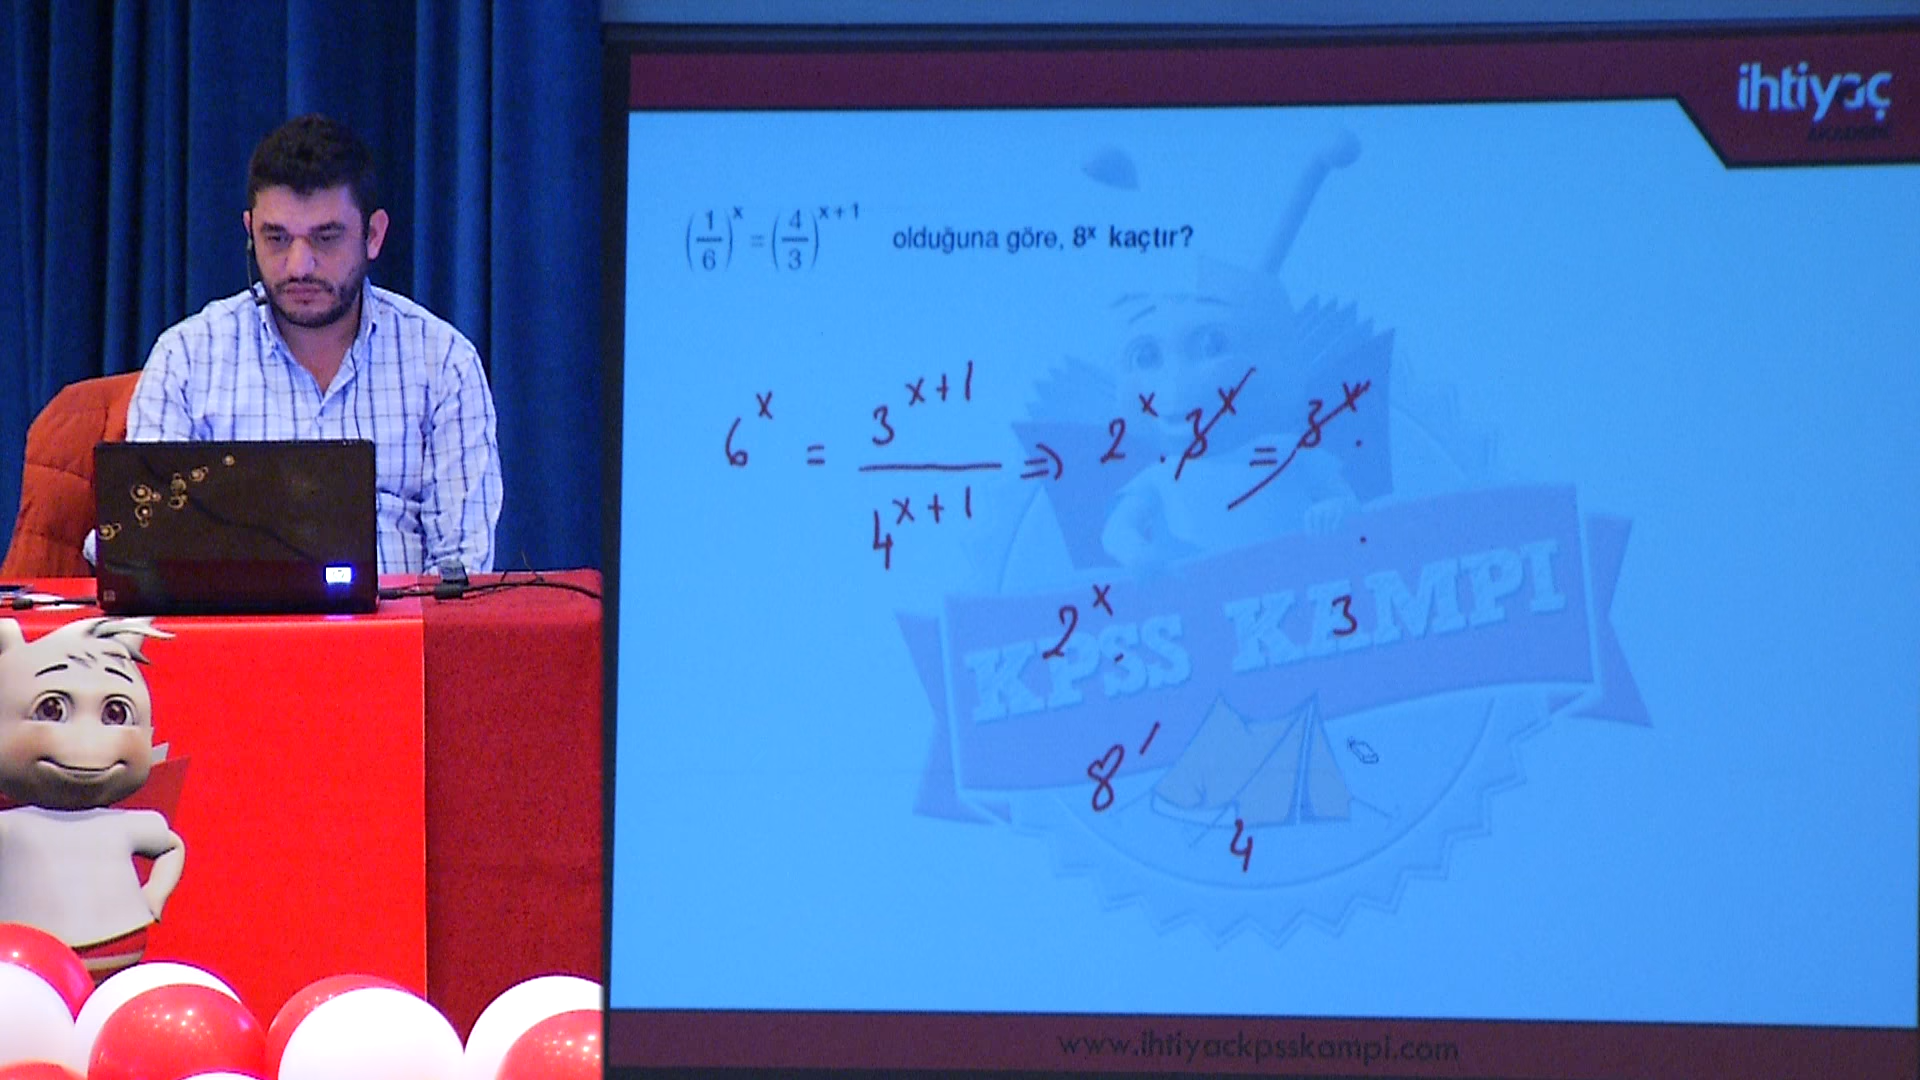 ihtiyaç
AKADEMİ
(1/6)^x = (4/3)^(x+1) olduğuna göre, 8^x kaçtır?
6^x = 3^(x+1) / 4^(x+1) ⇒ 2^x . 3^x = 3^x .
2^x . 3
KPSS KAMPI
8
4
www.ihtiyackpsskampi.com